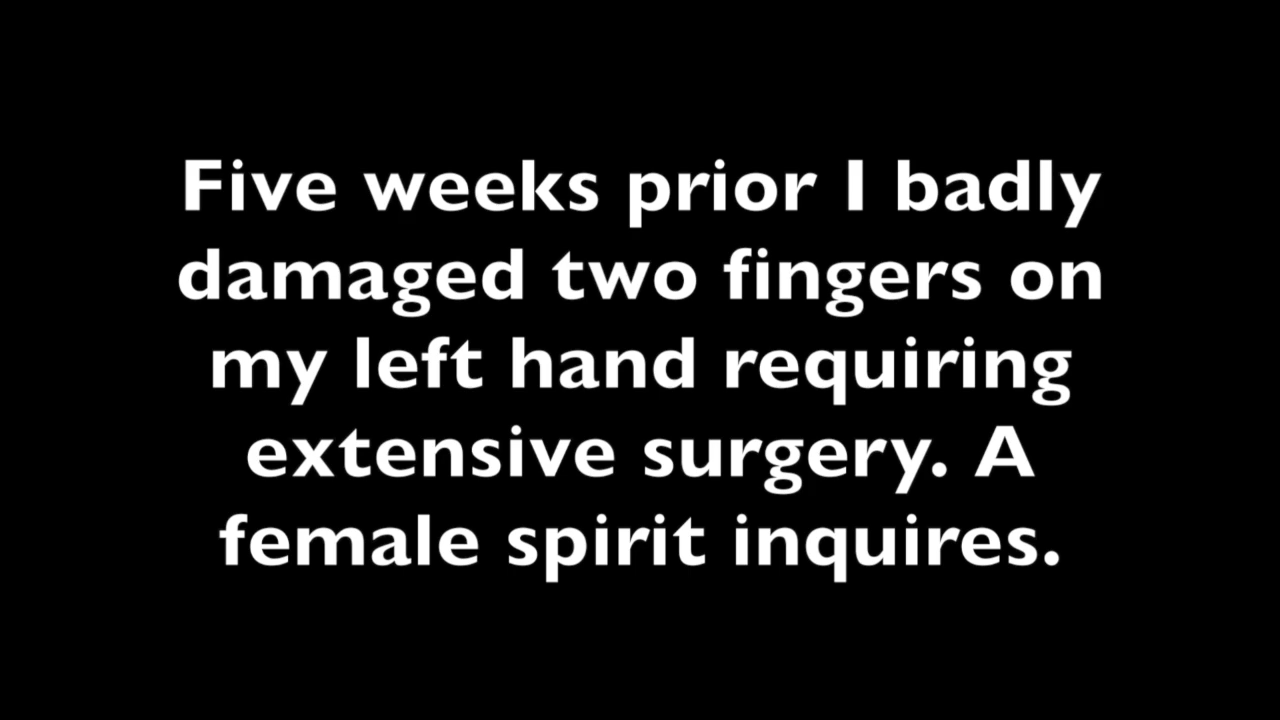 Five weeks prior I badly
damaged two fingers on
my left hand requiring
extensive surgery. A
female spirit inquires.